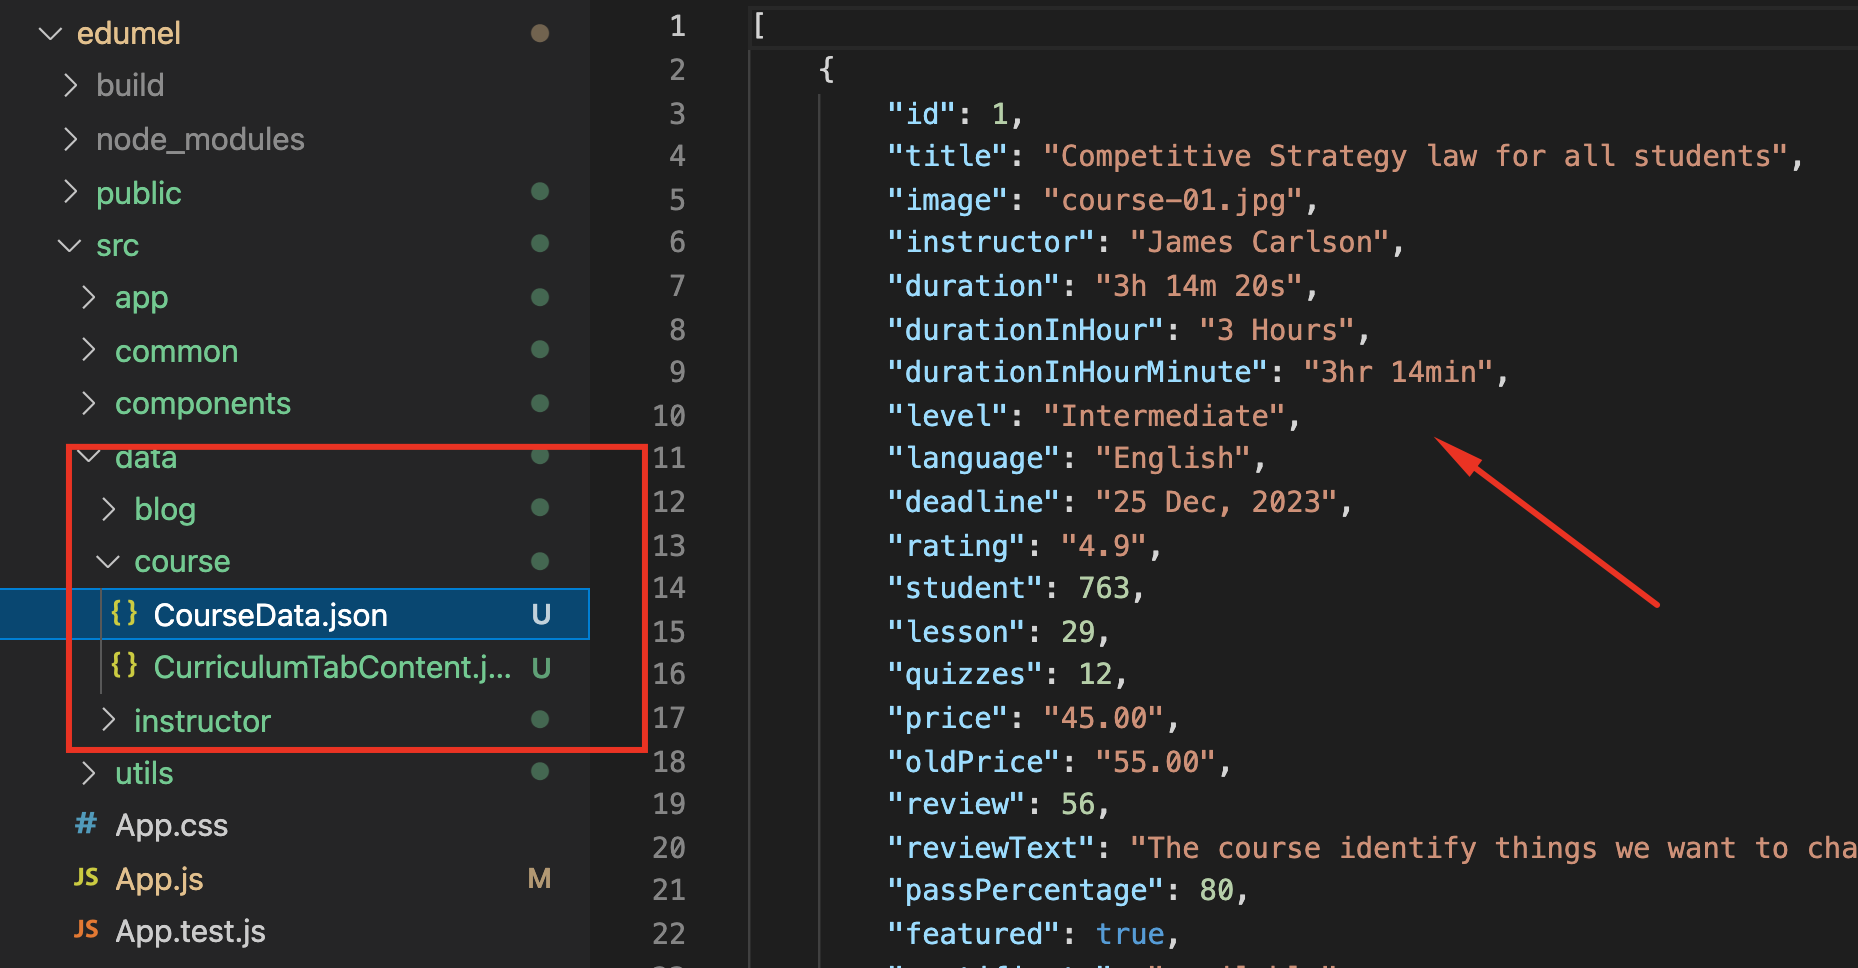 edumel
build
node_modules
public
src
app
common
components
data
blog
course
{} CourseData.json U
{} CurriculumTabContent.j... U
instructor
utils
# App.css
JS App.js M
JS App.test.js
1 [
2 {
3 "id": 1,
4 "title": "Competitive Strategy law for all students",
5 "image": "course-01.jpg",
6 "instructor": "James Carlson",
7 "duration": "3h 14m 20s",
8 "durationInHour": "3 Hours",
9 "durationInHourMinute": "3hr 14min",
10 "level": "Intermediate",
11 "language": "English",
12 "deadline": "25 Dec, 2023",
13 "rating": "4.9",
14 "student": 763,
15 "lesson": 29,
16 "quizzes": 12,
17 "price": "45.00",
18 "oldPrice": "55.00",
19 "review": 56,
20 "reviewText": "The course identify things we want to cha
21 "passPercentage": 80,
22 "featured": true,